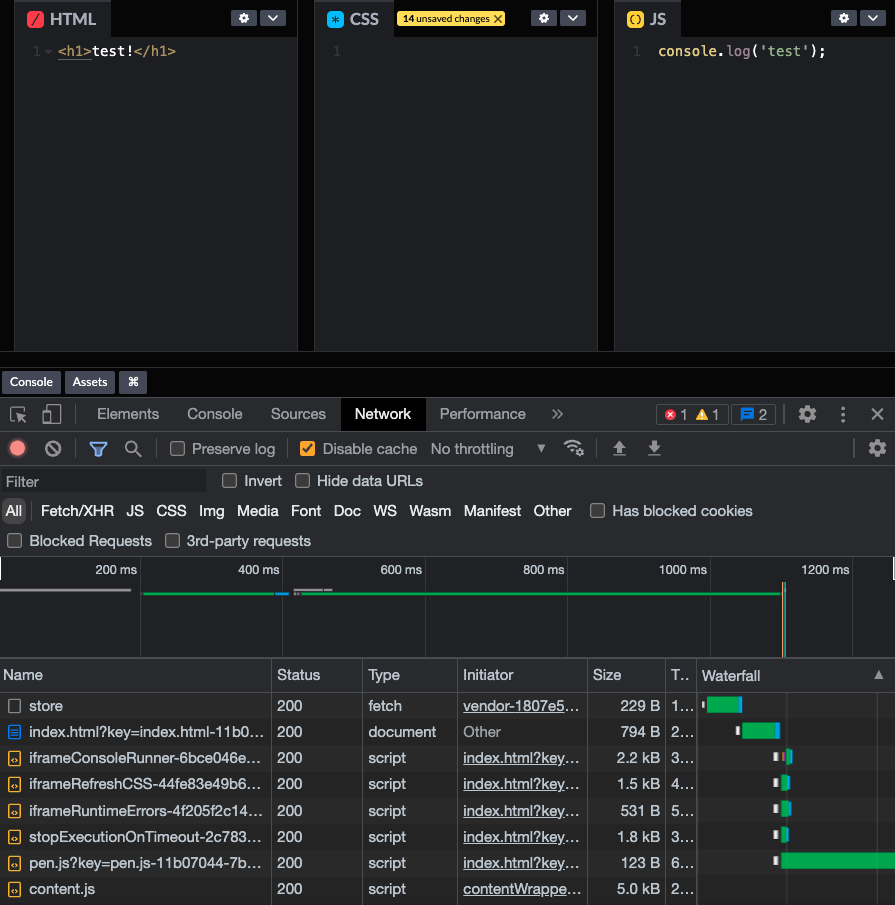 HTML
CSS
14 unsaved changes
JS
1 <h1>test!</h1>
1
1 console.log('test');
Console Assets ⌘
Elements Console Sources Network Performance 1 1 2
Preserve log Disable cache No throttling
Filter Invert Hide data URLs
All Fetch/XHR JS CSS Img Media Font Doc WS Wasm Manifest Other Has blocked cookies
Blocked Requests 3rd-party requests
200 ms 400 ms 600 ms 800 ms 1000 ms 1200 ms
Name Status Type Initiator Size T.. Waterfall
store 200 fetch vendor-1807e5... 229 B 1...
index.html?key=index.html-11b0... 200 document Other 794 B 2...
iframeConsoleRunner-6bce046e... 200 script index.html?key... 2.2 kB 3...
iframeRefreshCSS-44fe83e49b6... 200 script index.html?key... 1.5 kB 4...
iframeRuntimeErrors-4f205f2c14... 200 script index.html?key... 531 B 5...
stopExecutionOnTimeout-2c783... 200 script index.html?key... 1.8 kB 3...
pen.js?key=pen.js-11b07044-7b... 200 script index.html?key... 123 B 6...
content.js 200 script contentWrappe... 5.0 kB 2...